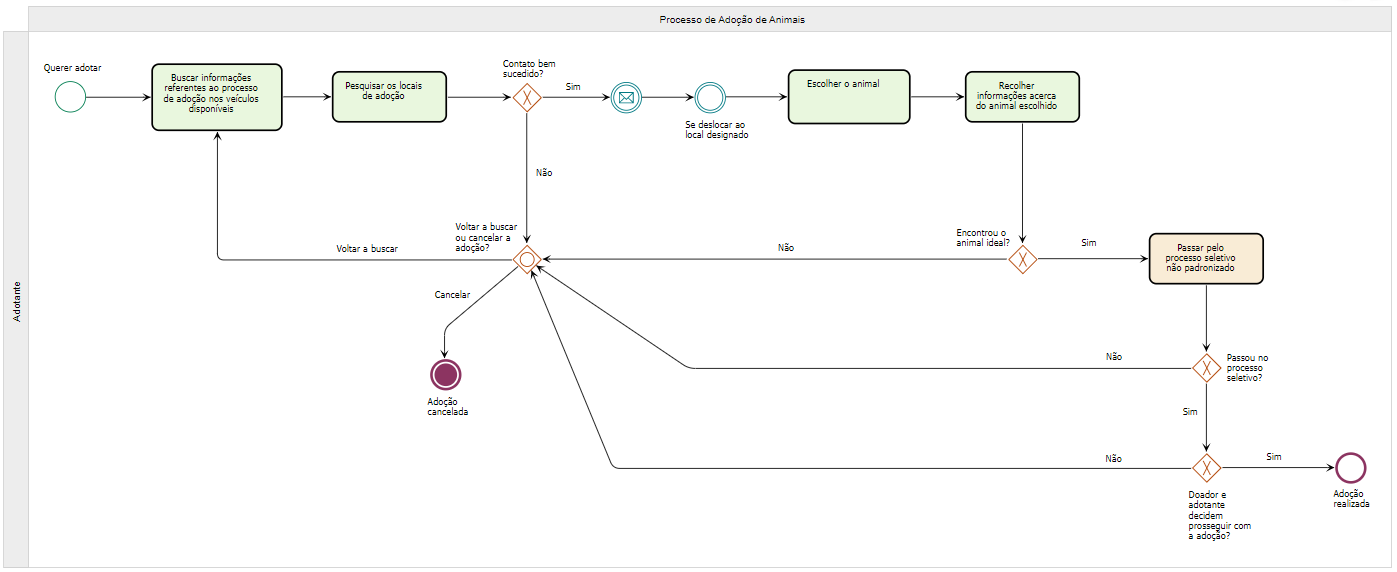 Processo de Adoção de Animais
Adotante
Querer adotar
Buscar informações
referentes ao processo
de adoção nos veículos
disponíveis
Pesquisar os locais
de adoção
Contato bem
sucedido?
Sim
Se deslocar ao
local designado
Escolher o animal
Recolher
informações acerca
do animal escolhido
Não
Voltar a buscar
Voltar a buscar
ou cancelar a
adoção?
Não
Encontrou o
animal ideal?
Sim
Passar pelo
processo seletivo
não padronizado
Cancelar
Adoção
cancelada
Não
Passou no
processo
seletivo?
Sim
Não
Sim
Doador e
adotante
decidem
prosseguir com
a adoção?
Adoção
realizada